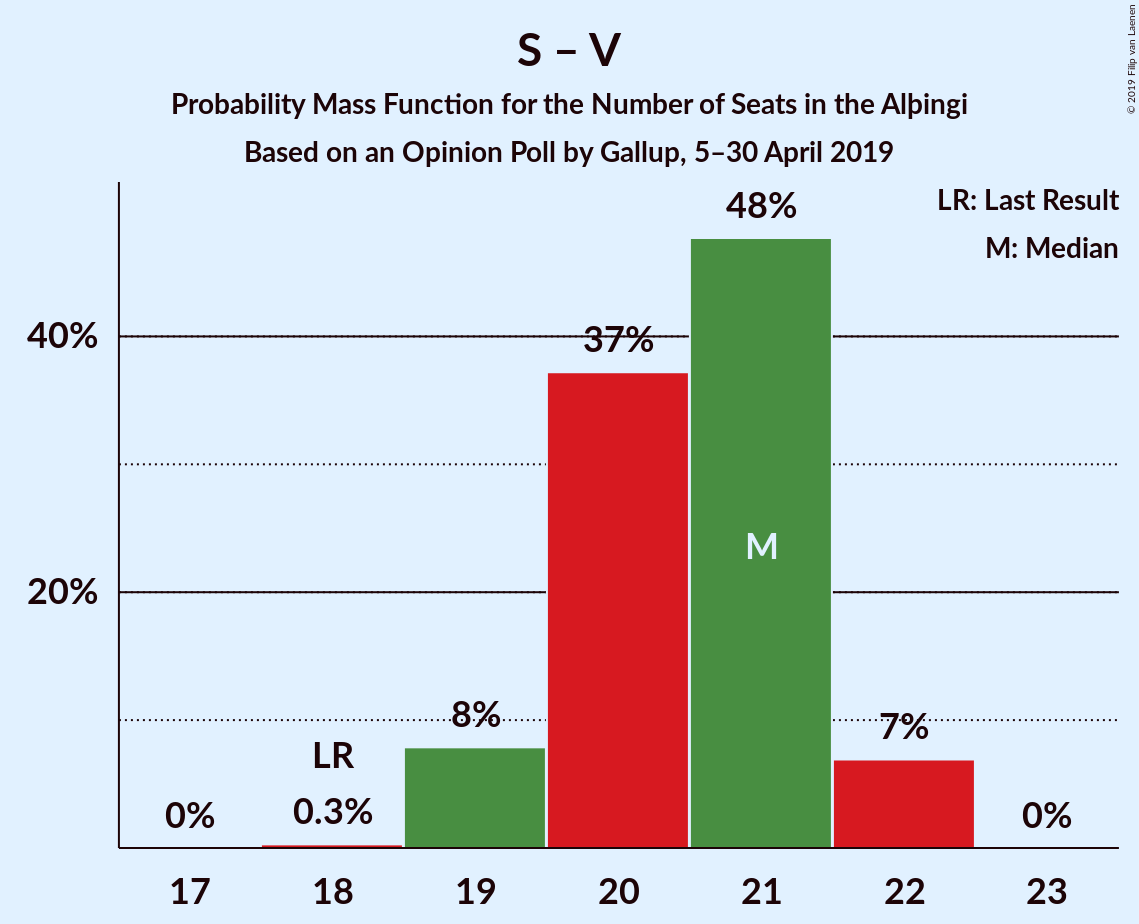 S – V
Probability Mass Function for the Number of Seats in the Alþingi
Based on an Opinion Poll by Gallup, 5–30 April 2019
© 2019 Filip van Laenen
LR: Last Result
M: Median
40%
20%
0%
LR
0.3%
8%
37%
48%
M
7%
0%
17 18 19 20 21 22 23